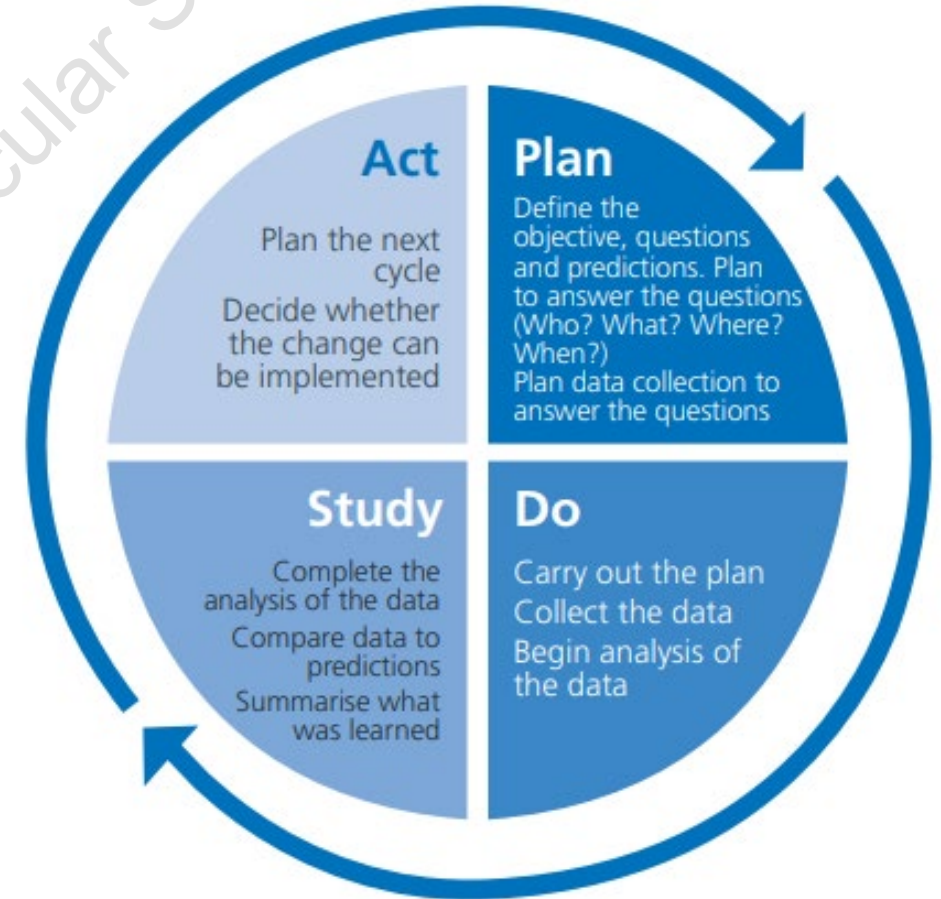 Act
Plan the next
cycle
Decide whether
the change can
be implemented
Plan
Define the
objective, questions
and predictions. Plan
to answer the questions
(Who? What? Where?
When?)
Plan data collection to
answer the questions
Study
Complete the
analysis of the data
Compare data to
predictions
Summarise what
was learned
Do
Carry out the plan
Collect the data
Begin analysis of
the data